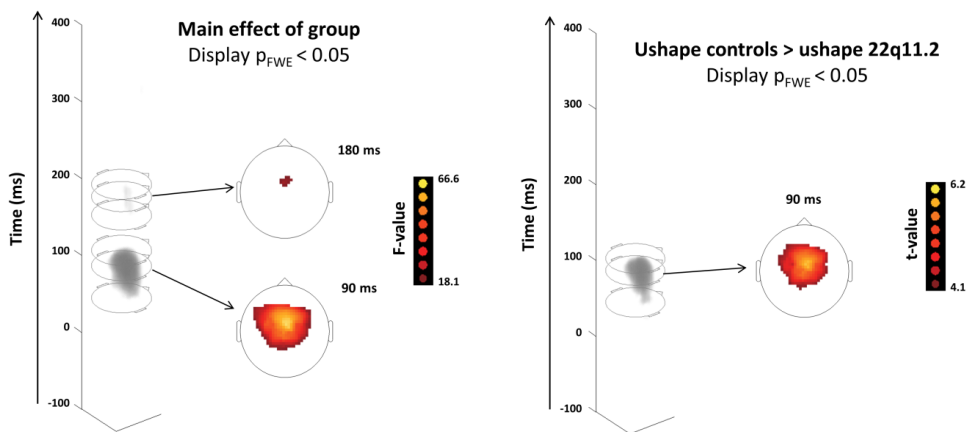 Main effect of group
Display pFWE < 0.05
Time (ms)
400
300
200
100
0
-100
180 ms
90 ms
F-value
66.6
18.1
Ushape controls > ushape 22q11.2
Display pFWE < 0.05
Time (ms)
400
300
200
100
0
-100
90 ms
t-value
6.2
4.1